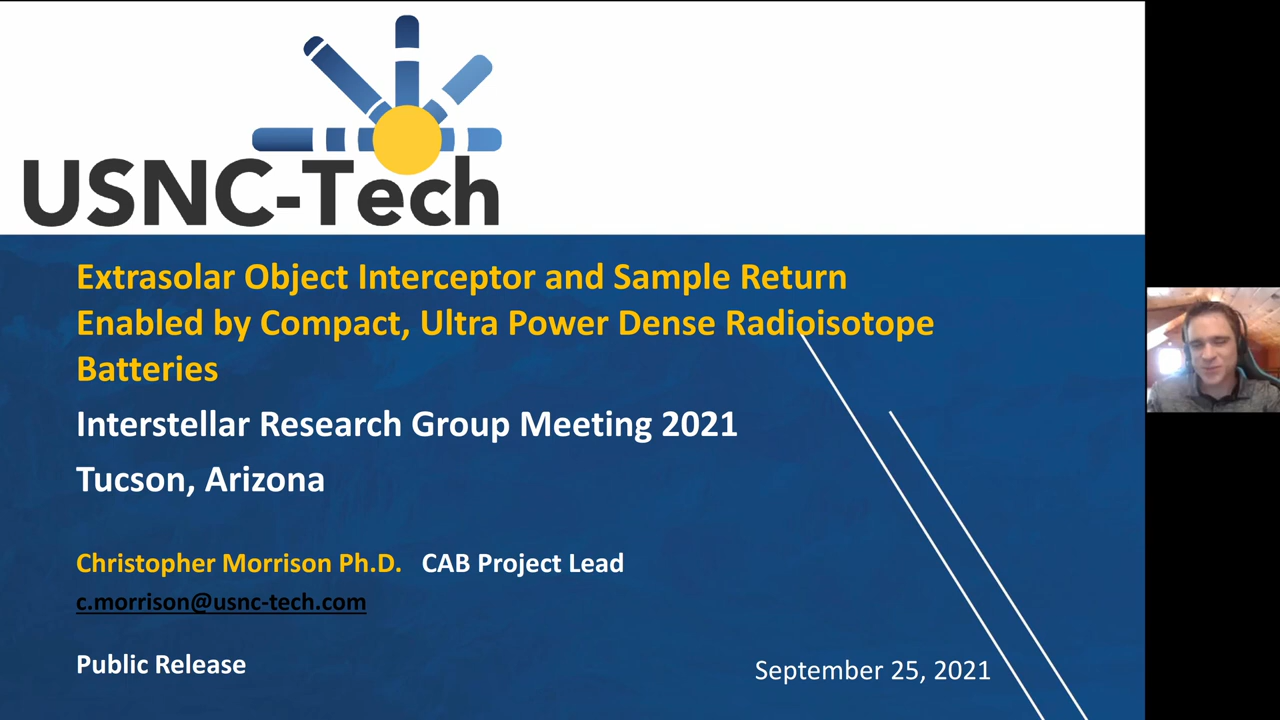 USNC-Tech
Extrasolar Object Interceptor and Sample Return
Enabled by Compact, Ultra Power Dense Radioisotope
Batteries
Interstellar Research Group Meeting 2021
Tucson, Arizona
Christopher Morrison Ph.D. CAB Project Lead
c.morrison@usnc-tech.com
Public Release
September 25, 2021